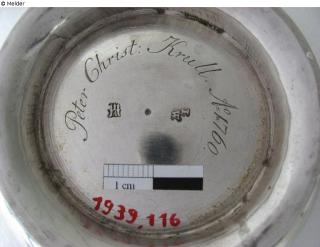 © Helder
Peter Christ: Krull. Ao 1760
1 cm
1939,116